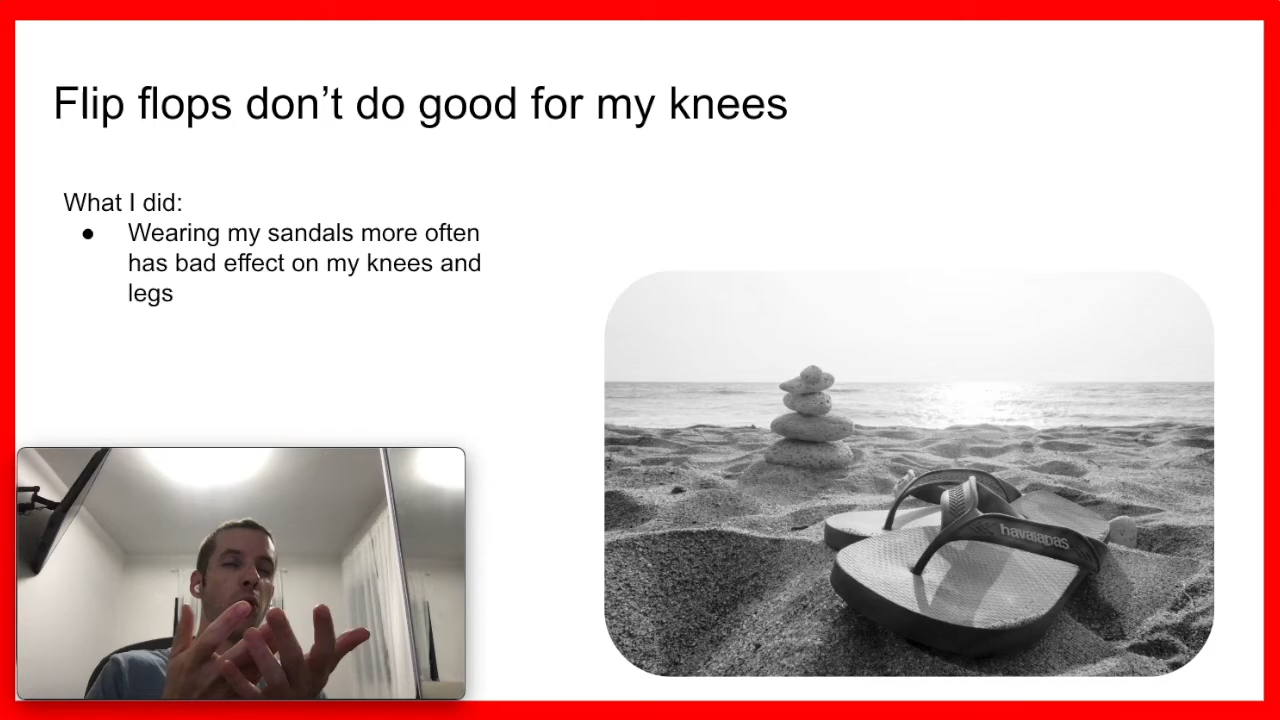 Flip flops don’t do good for my knees
What I did:
● Wearing my sandals more often
has bad effect on my knees and
legs
havaianas